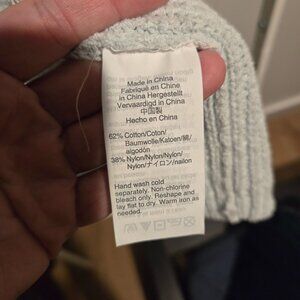 Made in China
Fabriqué en Chine
in China Hergestellt
Vervaardigd in China
中国製
Hecho en China
62% Cotton/Coton/
Baumwolle/Katoen/綿/
algodón
38% Nylon/Nylon/Nylon/
Nylon/ナイロン/nailon
Hand wash cold
separately. Non-chlorine
bleach only. Reshape and
lay flat to dry. Warm iron as
needed.